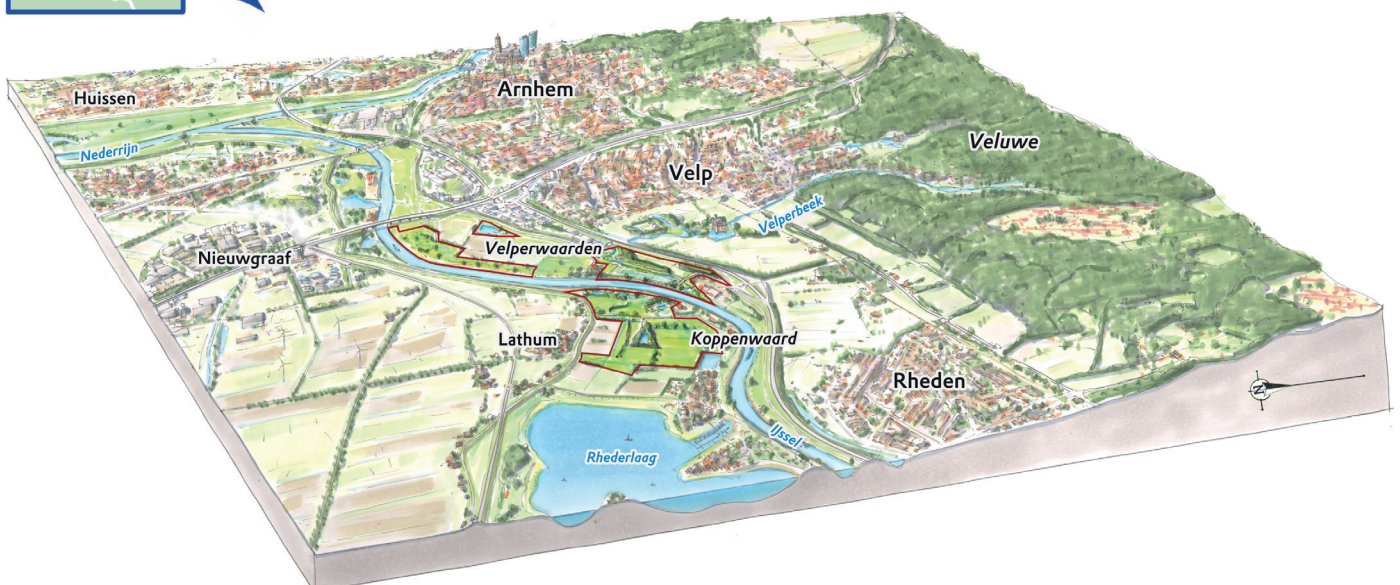 Huissen
Arnhem
Nederrijn
Velp
Veluwe
Velperbeek
Velperwaarden
Nieuwgraaf
Lathum
Koppenwaard
Rheden
IJssel
Rhederlaag
N